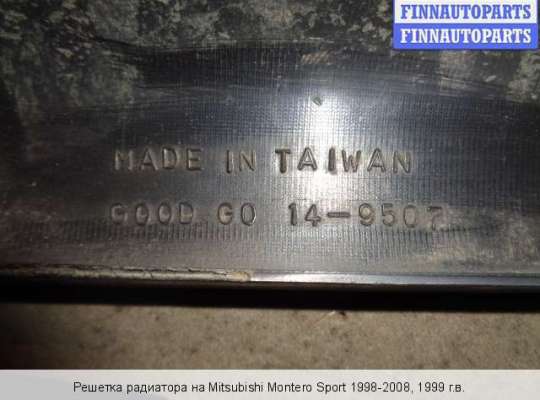 FINNAUTOPARTS
FINNAUTOPARTS
MADE IN TAIWAN
GOOD GO 14-9507
Решетка радиатора на Mitsubishi Montero Sport 1998-2008, 1999 г.в.